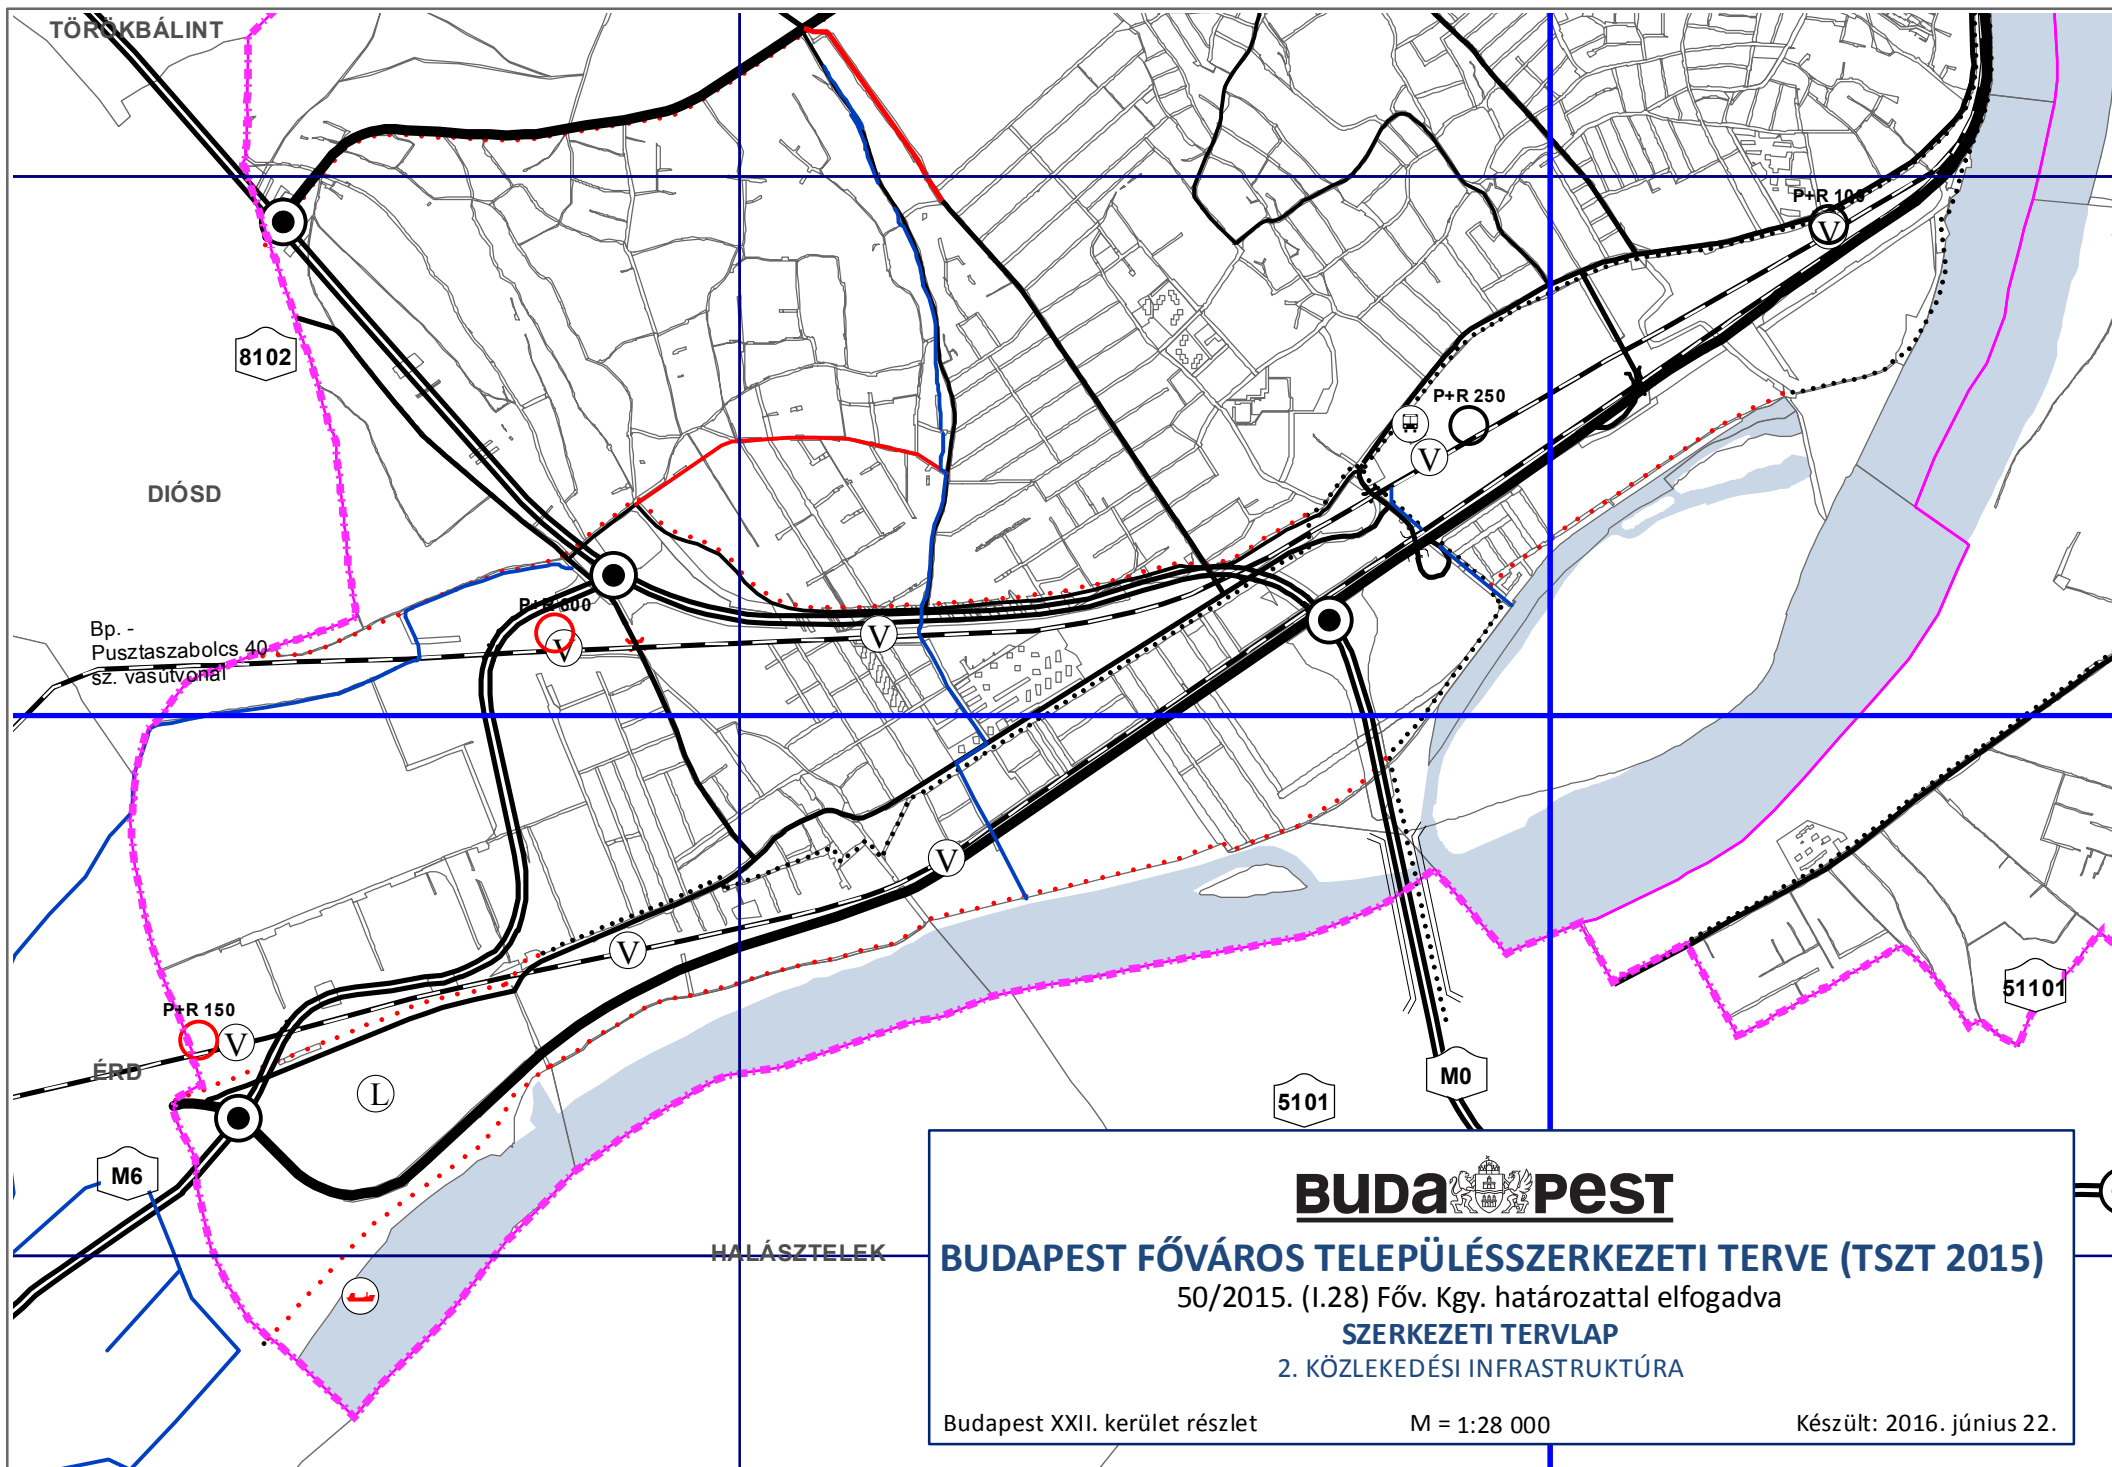 TÖRÖKBÁLINT
P+R 100
8102
P+R 250
V
V
DIÓSD
P+R 600
V
V
Bp. -
Pusztaszabolcs 40
sz. vasútvonal
V
V
P+R 150
V
ÉRD
L
51101
M0
5101
M6
HALÁSZTELEK
BUDAPEST
BUDAPEST FŐVÁROS TELEPÜLÉSSZERKEZETI TERVE (TSZT 2015)
50/2015. (I.28) Főv. Kgy. határozattal elfogadva
SZERKEZETI TERVLAP
2. KÖZLEKEDÉSI INFRASTRUKTÚRA
Budapest XXII. kerület részlet M = 1:28 000 Készült: 2016. június 22.